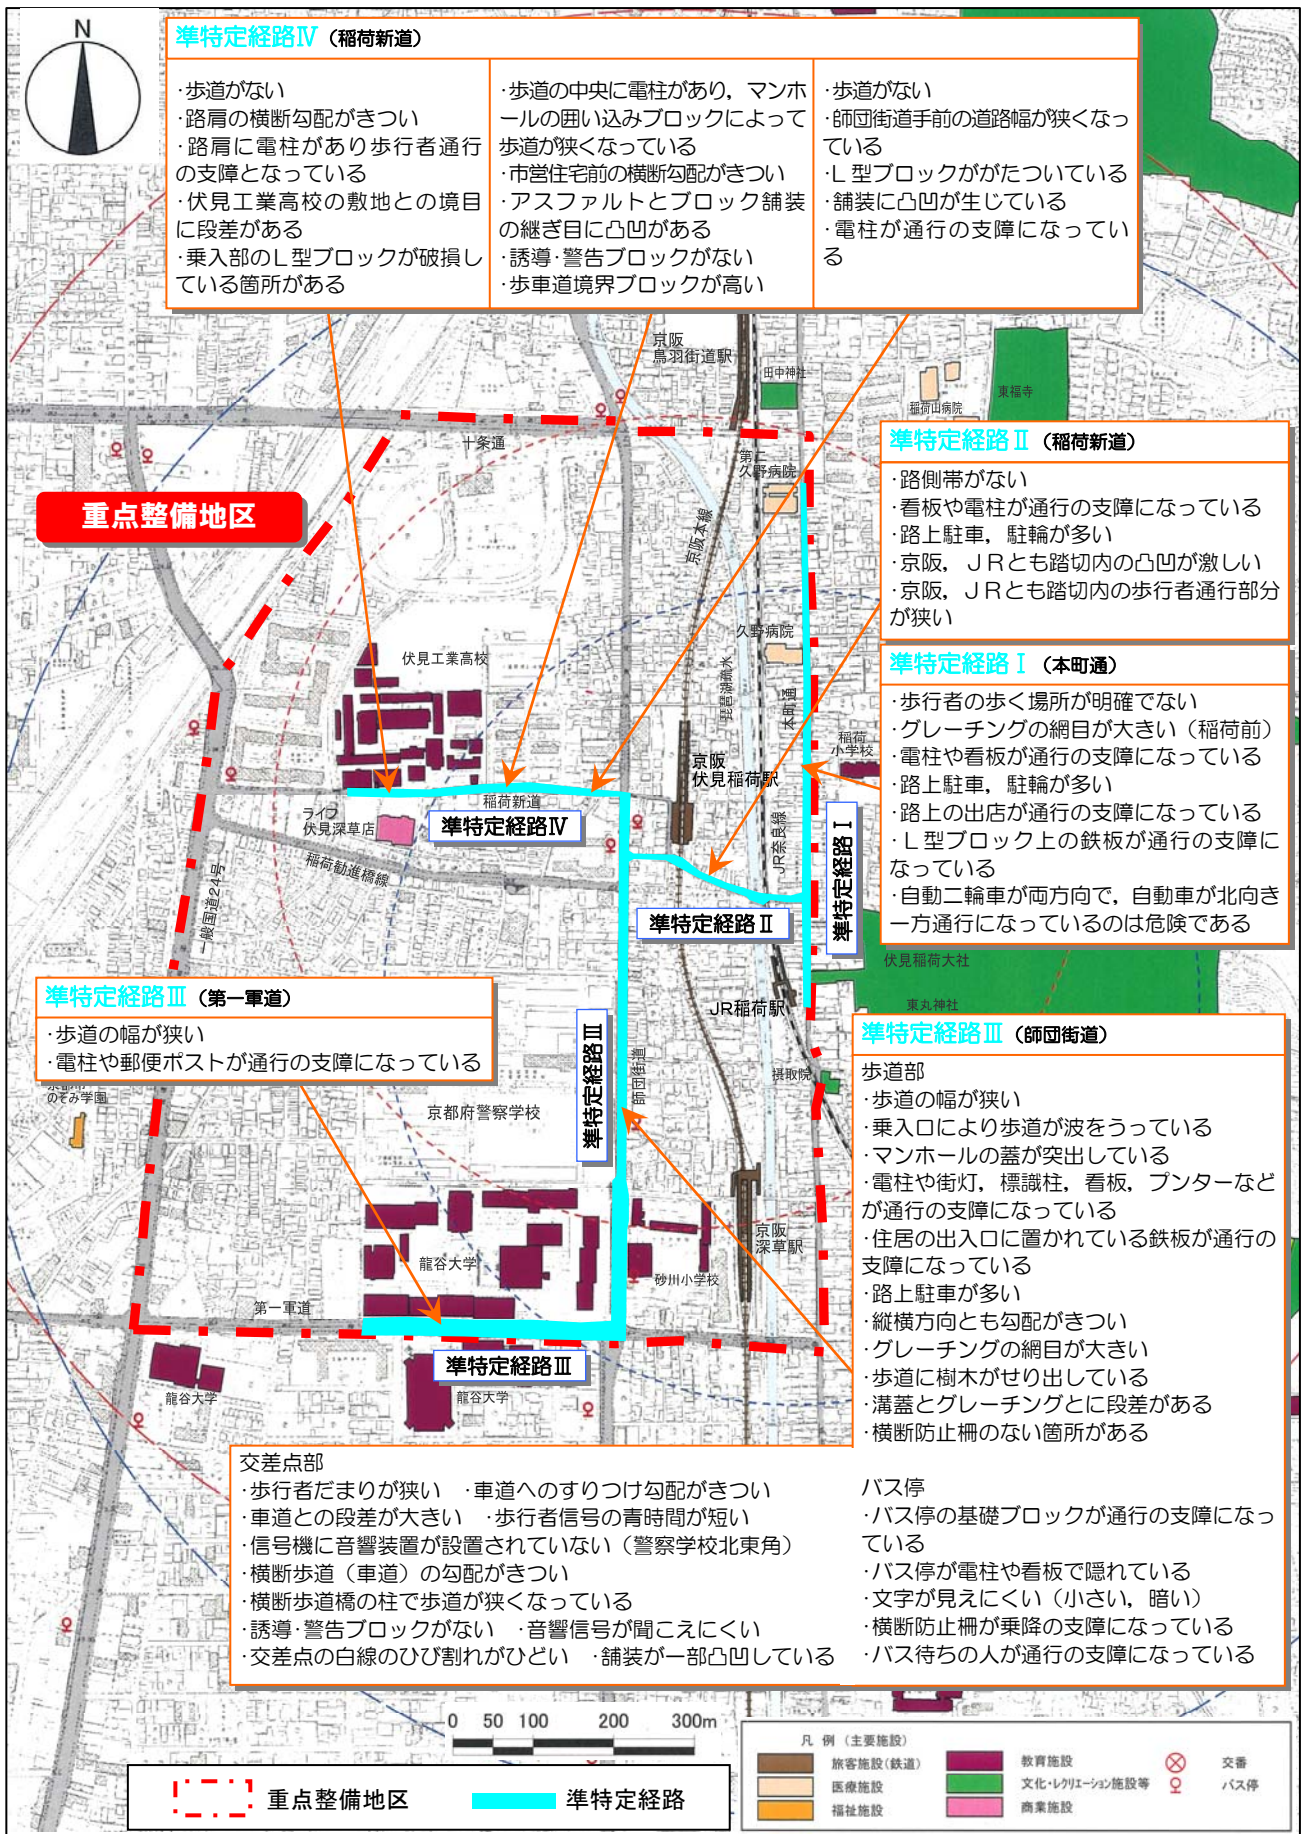 N
準特定経路Ⅳ（稲荷新道）
・歩道がない
・路肩の横断勾配がきつい
・路肩に電柱があり歩行者通行
の支障となっている
・伏見工業高校の敷地との境目
に段差がある
・乗入部のＬ型ブロックが破損し
ている箇所がある
・歩道の中央に電柱があり，マンホ
ールの囲い込みブロックによって
歩道が狭くなっている
・市営住宅前の横断勾配がきつい
・アスファルトとブロック舗装
の継ぎ目に凸凹がある
・誘導・警告ブロックがない
・歩車道境界ブロックが高い
・歩道がない
・師団街道手前の道路幅が狭くなっ
ている
・Ｌ型ブロックががたついている
・舗装に凸凹が生じている
・電柱が通行の支障になってい
る
京阪
鳥羽街道駅
田中神社
稲荷山病院
東福寺
十条通
第二
久野病院
重点整備地区
京阪本線
準特定経路Ⅱ（稲荷新道）
・路側帯がない
・看板や電柱が通行の支障になっている
・路上駐車，駐輪が多い
・京阪，ＪＲとも踏切内の凸凹が激しい
・京阪，ＪＲとも踏切内の歩行者通行部分
が狭い
久野病院
伏見工業高校
琵琶湖疏水
本町通
稲荷
小学校
準特定経路Ⅰ（本町通）
・歩行者の歩く場所が明確でない
・グレーチングの網目が大きい（稲荷前）
・電柱や看板が通行の支障になっている
・路上駐車，駐輪が多い
・路上の出店が通行の支障になっている
・Ｌ型ブロック上の鉄板が通行の支障に
なっている
・自動二輪車が両方向で，自動車が北向き
一方通行になっているのは危険である
京阪
伏見稲荷駅
稲荷新道
ライフ
伏見深草店
準特定経路Ⅳ
JR奈良線
準特定経路Ⅰ
稲荷勧進橋線
一般国道24号
準特定経路Ⅱ
伏見稲荷大社
東丸神社
JR稲荷駅
準特定経路Ⅲ（第一軍道）
・歩道の幅が狭い
・電柱や郵便ポストが通行の支障になっている
準特定経路Ⅲ
師団街道
摂取院
のぞみ学園
京都府警察学校
準特定経路Ⅲ（師団街道）
歩道部
・歩道の幅が狭い
・乗入口により歩道が波をうっている
・マンホールの蓋が突出している
・電柱や街灯，標識柱，看板，プンターなど
が通行の支障になっている
・住居の出入口に置かれている鉄板が通行の
支障になっている
・路上駐車が多い
・縦横方向とも勾配がきつい
・グレーチングの網目が大きい
・歩道に樹木がせり出している
・溝蓋とグレーチングとに段差がある
・横断防止柵のない箇所がある
バス停
・バス停の基礎ブロックが通行の支障になっ
ている
・バス停が電柱や看板で隠れている
・文字が見えにくい（小さい，暗い）
・横断防止柵が乗降の支障になっている
・バス待ちの人が通行の支障になっている
京阪
深草駅
龍谷大学
砂川小学校
第一軍道
準特定経路Ⅲ
龍谷大学
龍谷大学
交差点部
・歩行者だまりが狭い　・車道へのすりつけ勾配がきつい
・車道との段差が大きい　・歩行者信号の青時間が短い
・信号機に音響装置が設置されていない（警察学校北東角）
・横断歩道（車道）の勾配がきつい
・横断歩道橋の柱で歩道が狭くなっている
・誘導・警告ブロックがない　・音響信号が聞こえにくい
・交差点の白線のひび割れがひどい　・舗装が一部凸凹している
0 50 100 200 300m
重点整備地区　準特定経路
凡 例（主要施設）
旅客施設(鉄道)　教育施設　交番
医療施設　文化・レクリエーション施設等　バス停
福祉施設　商業施設